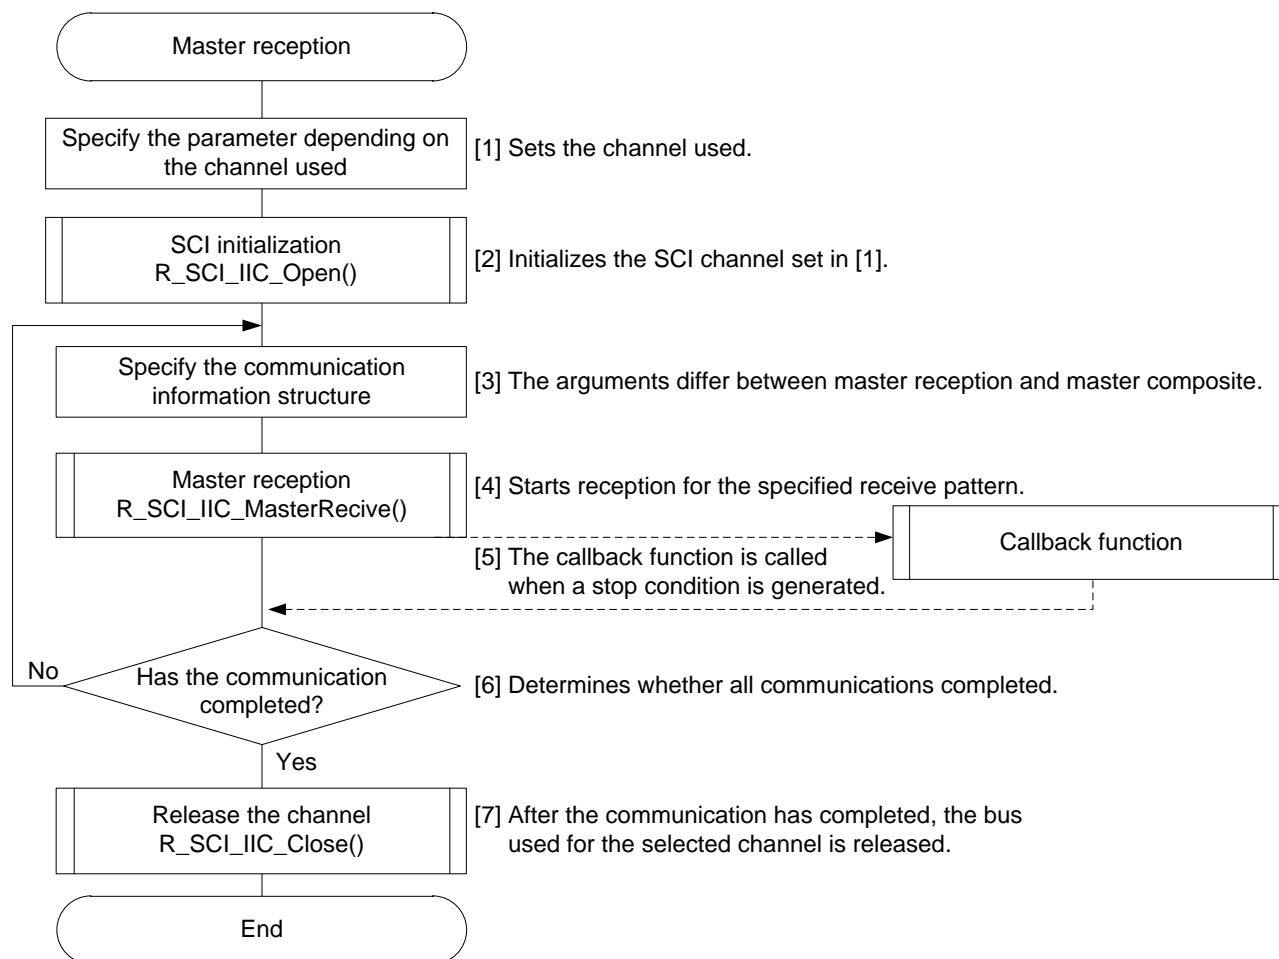 Master reception
Specify the parameter depending on
the channel used
[1] Sets the channel used.
SCI initialization
R_SCI_IIC_Open()
[2] Initializes the SCI channel set in [1].
Specify the communication
information structure
[3] The arguments differ between master reception and master composite.
Master reception
R_SCI_IIC_MasterRecive()
[4] Starts reception for the specified receive pattern.
[5] The callback function is called
when a stop condition is generated.
Callback function
No
Has the communication
completed?
[6] Determines whether all communications completed.
Yes
Release the channel
R_SCI_IIC_Close()
[7] After the communication has completed, the bus
used for the selected channel is released.
End